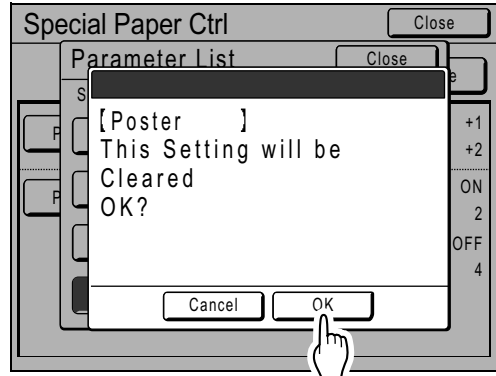 Special Paper Ctrl
Close
Parameter List
Close
e
S
[Poster      ]
This Setting will be
Cleared
OK?
P
+1
+2
P
ON
2
OFF
4
Cancel
OK